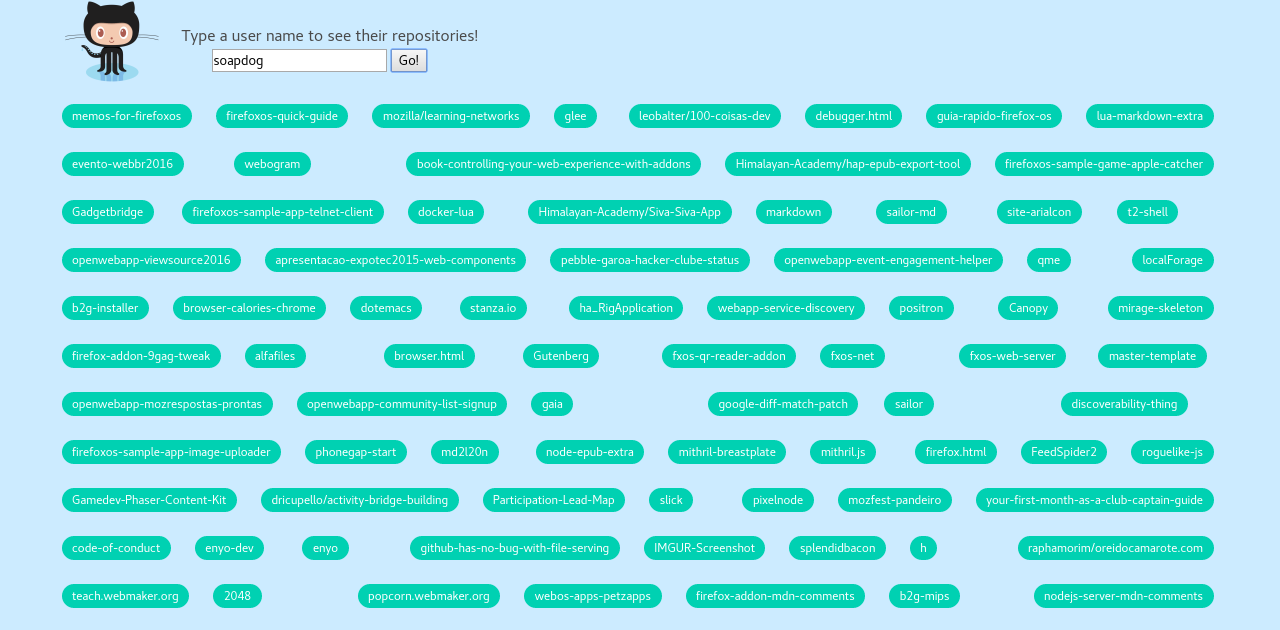 Type a user name to see their repositories!
soapdog Go!
memos-for-firefoxos firefoxos-quick-guide mozilla/learning-networks glee leobalter/100-coisas-dev debugger.html guia-rapido-firefox-os lua-markdown-extra
evento-webbr2016 webogram book-controlling-your-web-experience-with-addons Himalayan-Academy/hap-epub-export-tool firefoxos-sample-game-apple-catcher
Gadgetbridge firefoxos-sample-app-telnet-client docker-lua Himalayan-Academy/Siva-Siva-App markdown sailor-md site-arialcon t2-shell
openwebapp-viewsource2016 apresentacao-expotec2015-web-components pebble-garoa-hacker-clube-status openwebapp-event-engagement-helper qme localForage
b2g-installer browser-calories-chrome dotemacs stanza.io ha_RigApplication webapp-service-discovery positron Canopy mirage-skeleton
firefox-addon-9gag-tweak alfafiles browser.html Gutenberg fxos-qr-reader-addon fxos-net fxos-web-server master-template
openwebapp-mozrespostas-prontas openwebapp-community-list-signup gaia google-diff-match-patch sailor discoverability-thing
firefoxos-sample-app-image-uploader phonegap-start md2l20n node-epub-extra mithril-breastplate mithril.js firefox.html FeedSpider2 roguelike-js
Gamedev-Phaser-Content-Kit dricupello/activity-bridge-building Participation-Lead-Map slick pixelnode mozfest-pandeiro your-first-month-as-a-club-captain-guide
code-of-conduct enyo-dev enyo github-has-no-bug-with-file-serving IMGUR-Screenshot splendidbacon h raphamorim/oreidocamarote.com
teach.webmaker.org 2048 popcorn.webmaker.org webos-apps-petzapps firefox-addon-mdn-comments b2g-mips nodejs-server-mdn-comments